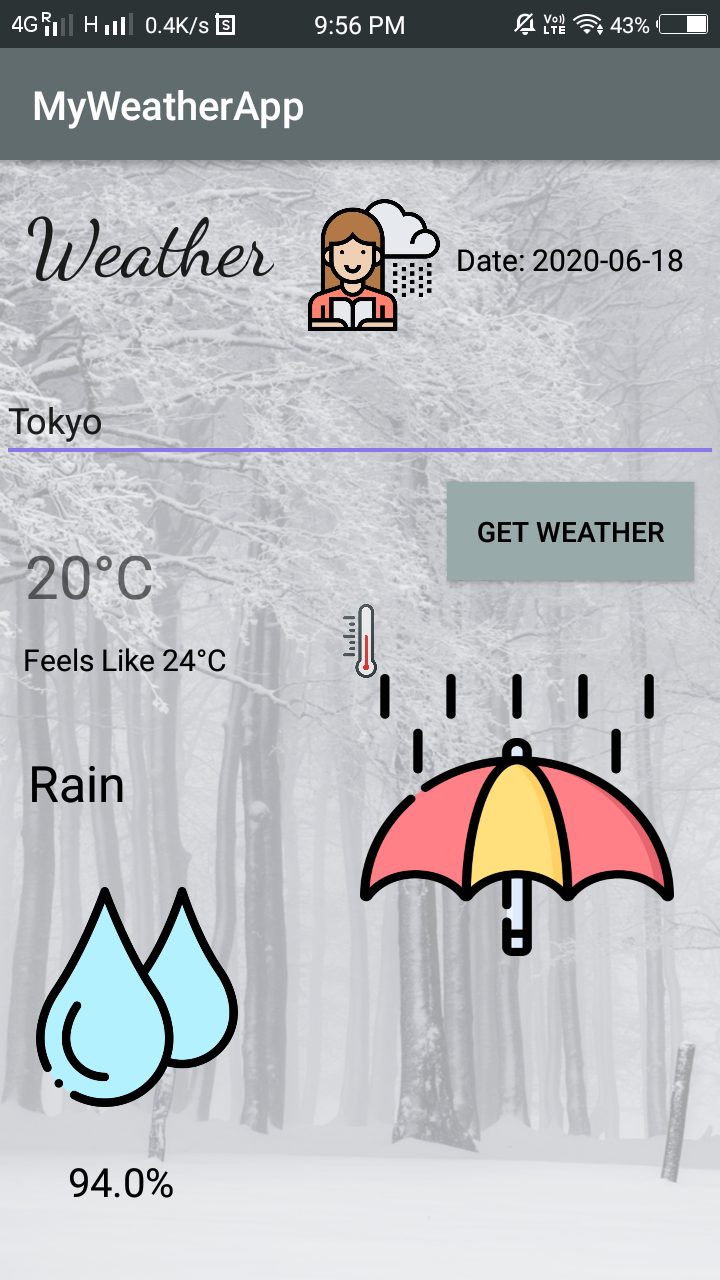 4G R H 0.4K/s S 9:56 PM Vo)) LTE 43%
MyWeatherApp
Weather
Date: 2020-06-18
Tokyo
GET WEATHER
20°C
Feels Like 24°C
Rain
94.0%